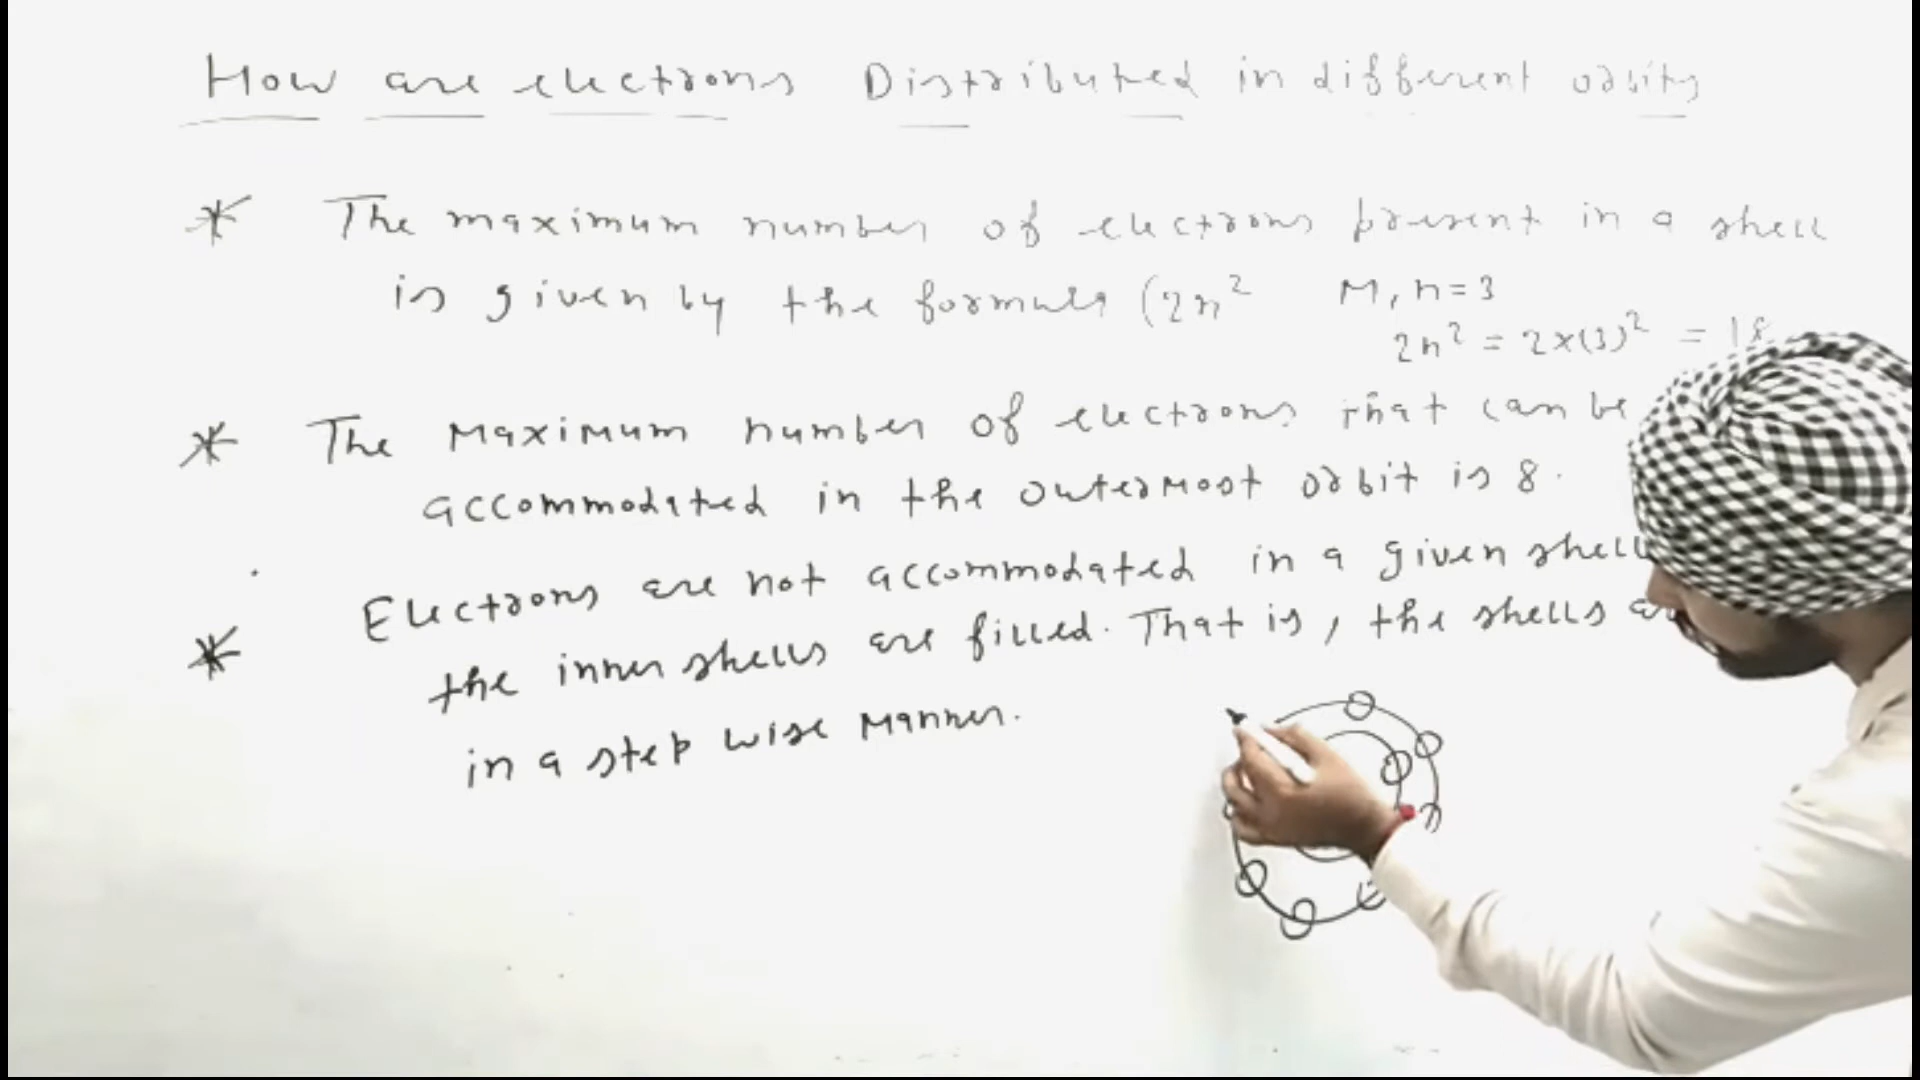 How are electrons Distributed in different orbits
* The maximum number of electrons present in a shell
is given by the formula (2n²
M, n=3
2n² = 2x(3)² = 18
* The Maximum number of electrons that can be
accommodated in the outermost orbit is 8.
* Electrons are not accommodated in a given shell
the inner shells are filled. That is, the shells
in a step wise manner.